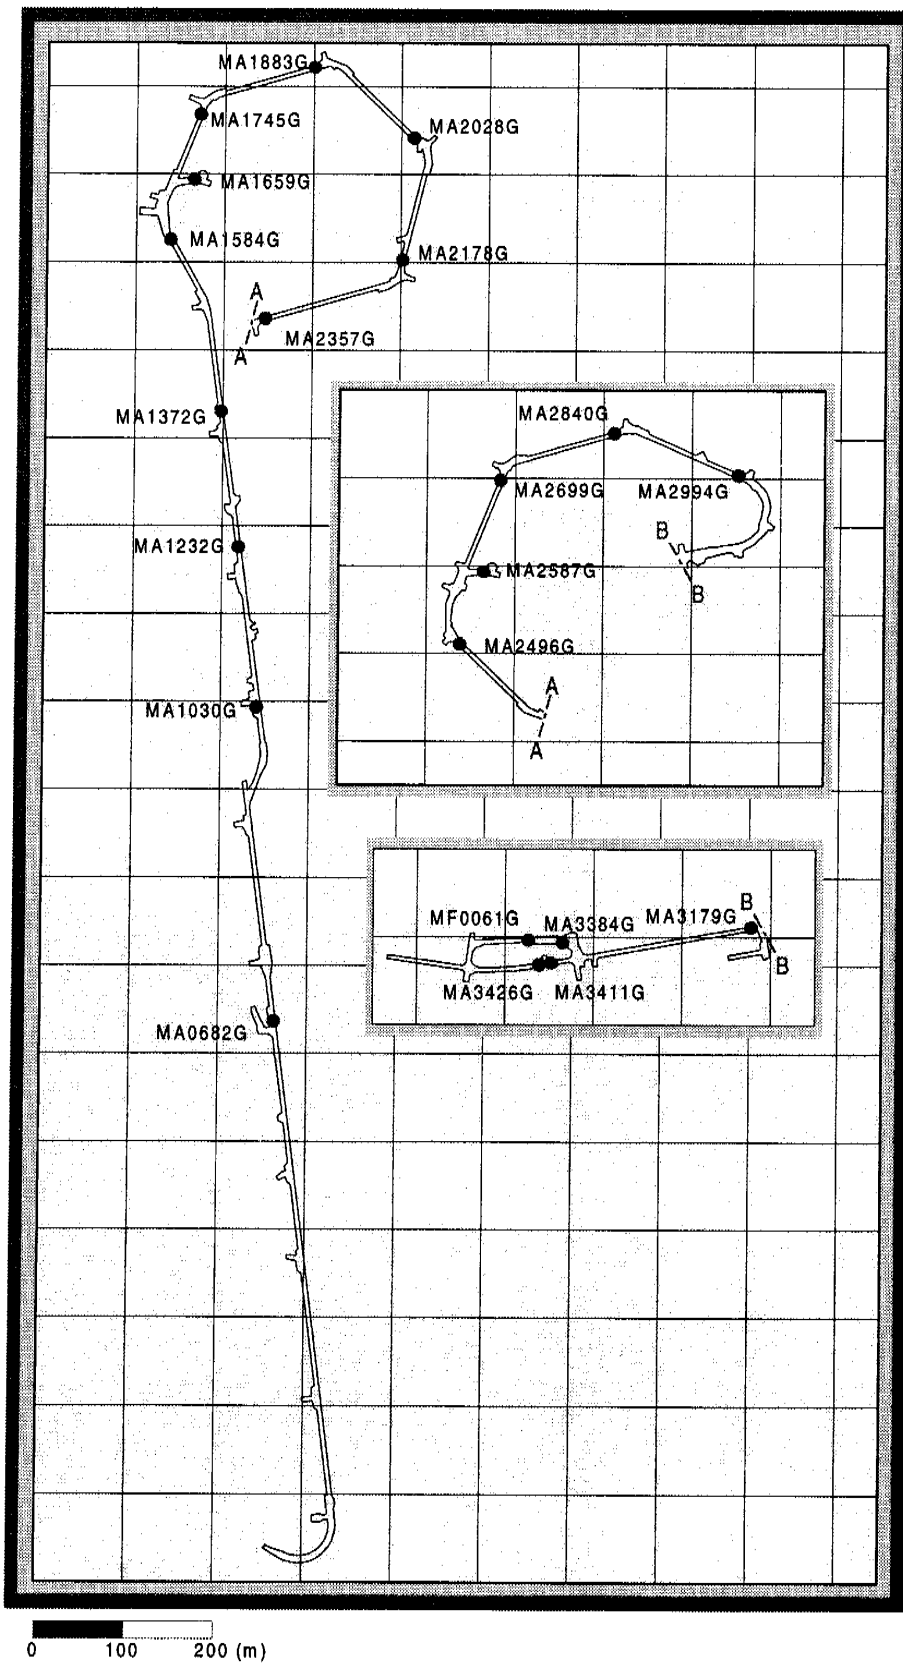 MA1883G
MA1745G
MA2028G
MA1659G
MA1584G
MA2178G
A
MA2357G
A
MA1372G
MA2840G
MA2699G
MA2994G
B
MA1232G
MA2587G
B
MA2496G
A
MA1030G
A
MF0061G
MA3384G
MA3179G
B
B
MA3426G
MA3411G
MA0682G
0 100 200 (m)